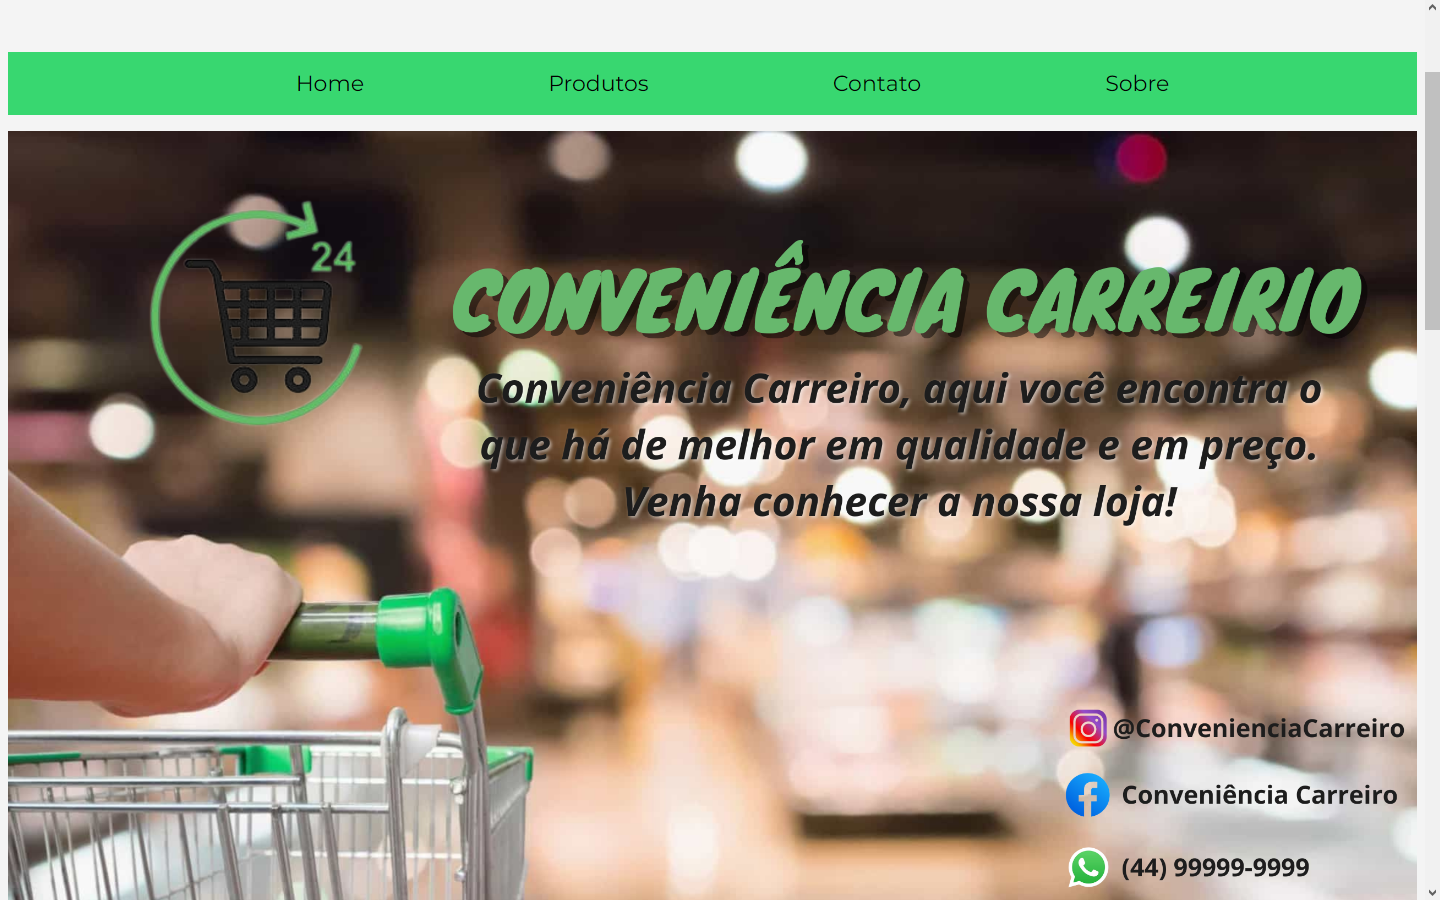 Home Produtos Contato Sobre
24
CONVENIÊNCIA CARREIRIO
Conveniência Carreiro, aqui você encontra o
que há de melhor em qualidade e em preço.
Venha conhecer a nossa loja!
@ConvenienciaCarreiro
Conveniência Carreiro
(44) 99999-9999